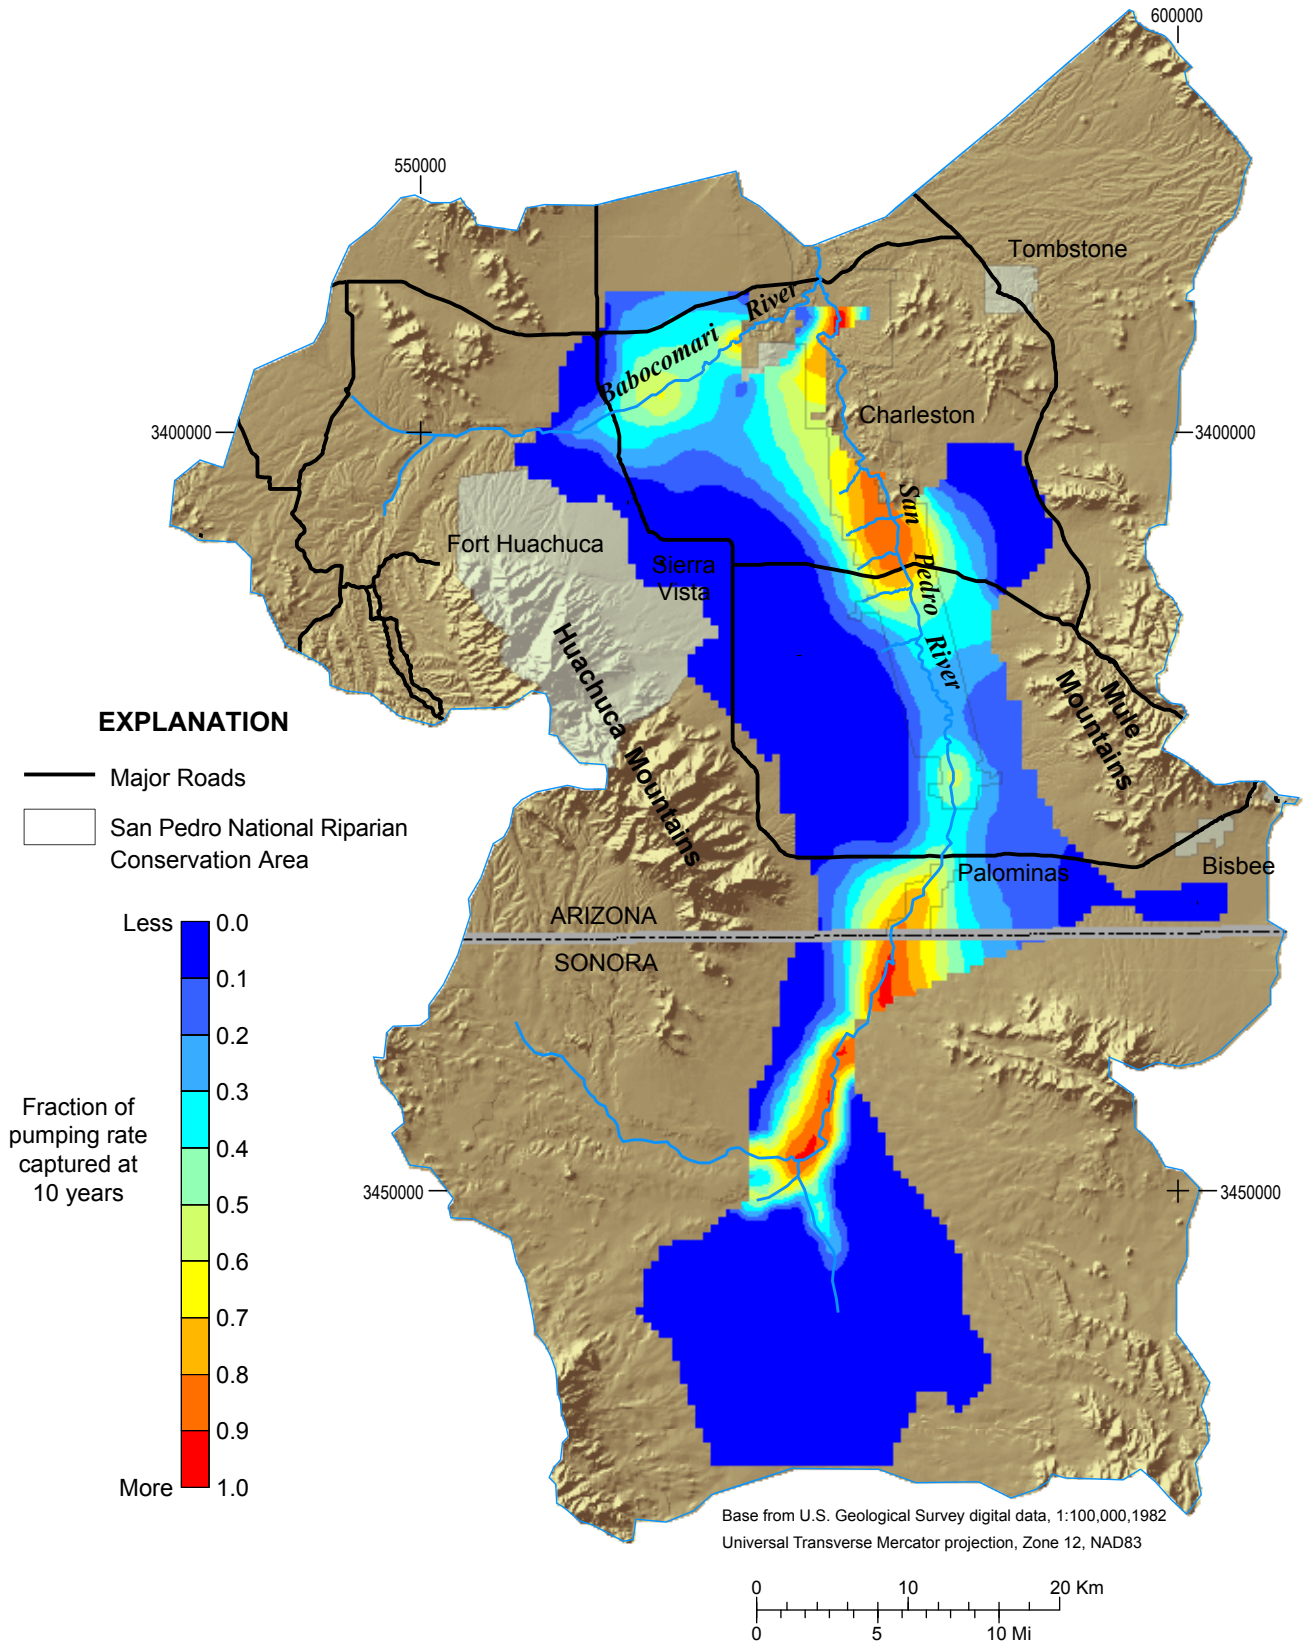 600000
550000
Tombstone
Babocomari River
Charleston
3400000
3400000
San Pedro River
Fort Huachuca
Sierra
Vista
Huachuca Mountains
Mule
Mountains
EXPLANATION
Major Roads
San Pedro National Riparian
Conservation Area
Palominas
Bisbee
ARIZONA
SONORA
Less
0.0
0.1
0.2
0.3
0.4
0.5
0.6
0.7
0.8
0.9
More
1.0
Fraction of
pumping rate
captured at
10 years
3450000
3450000
Base from U.S. Geological Survey digital data, 1:100,000,1982
Universal Transverse Mercator projection, Zone 12, NAD83
0 10 20 Km
0 5 10 Mi